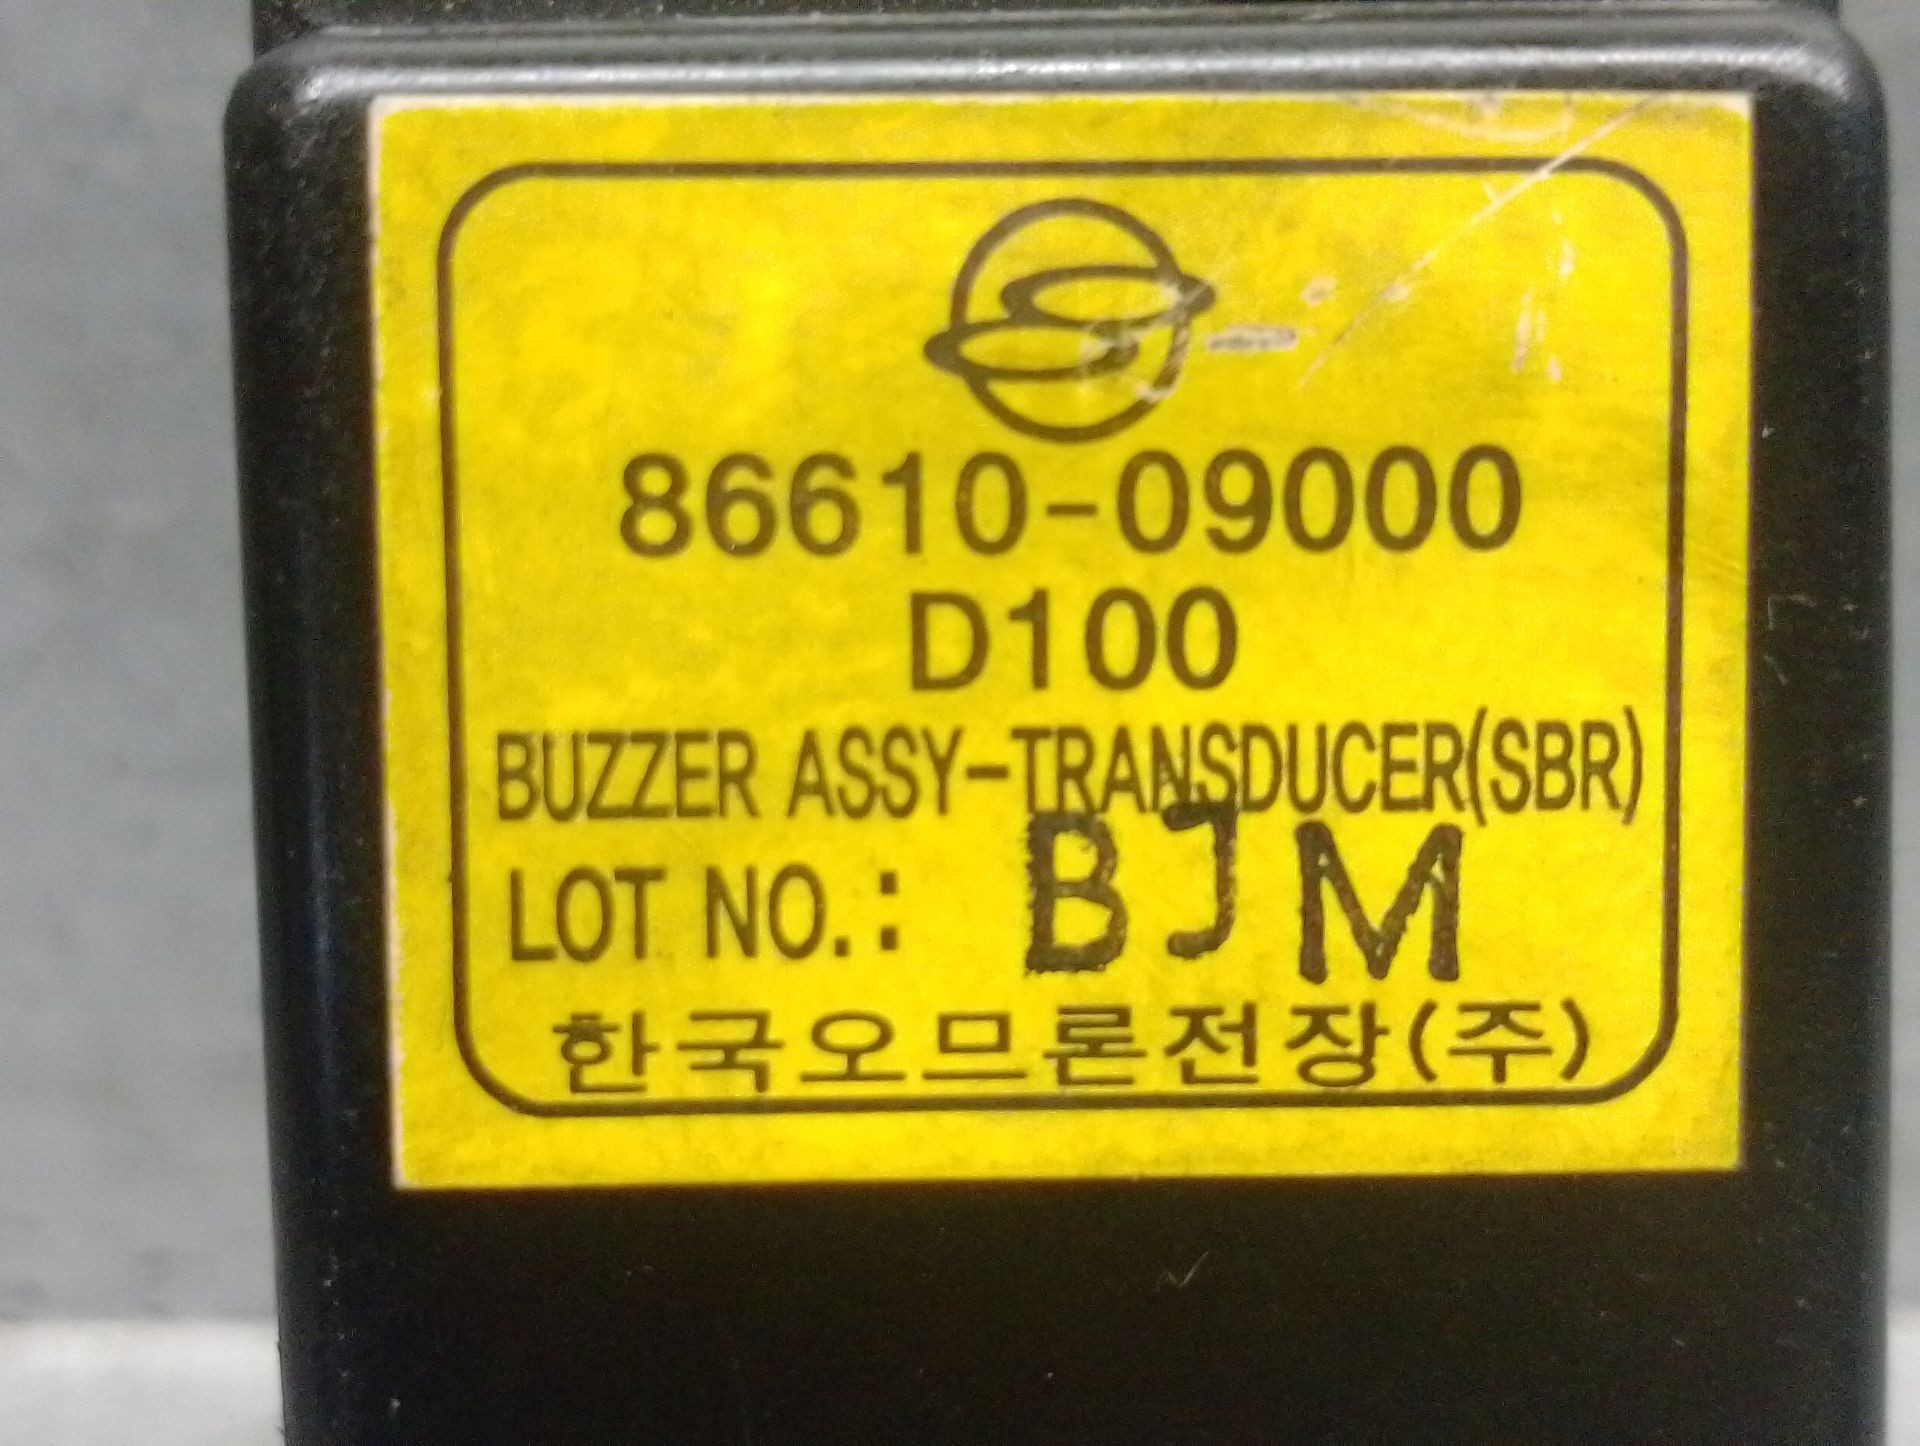 86610-09000
D100
BUZZER ASSY-TRANSDUCER(SBR)
LOT NO.: BJM
한국오므론전장(주)